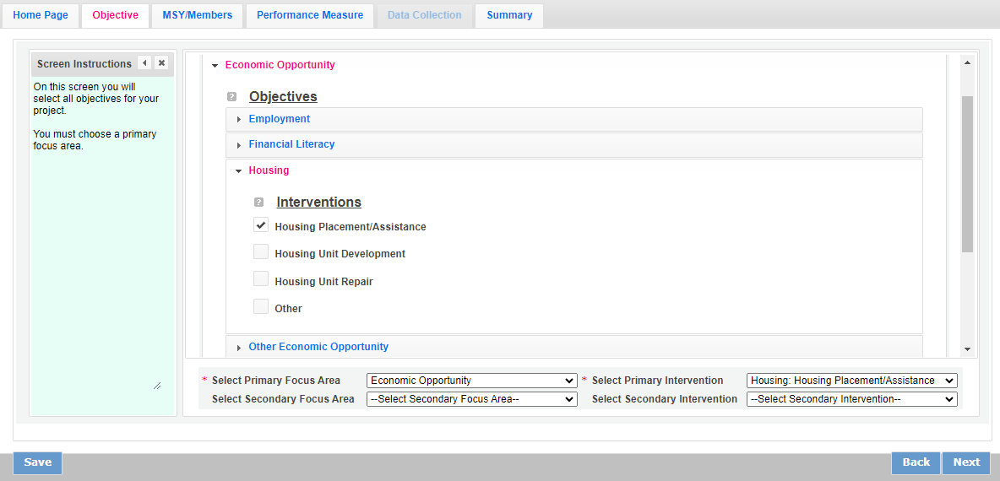 Home Page Objective MSY/Members Performance Measure Data Collection Summary
Screen Instructions
On this screen you will
select all objectives for your
project.
You must choose a primary
focus area.
Economic Opportunity
Objectives
Employment
Financial Literacy
Housing
Interventions
Housing Placement/Assistance
Housing Unit Development
Housing Unit Repair
Other
Other Economic Opportunity
* Select Primary Focus Area Economic Opportunity * Select Primary Intervention Housing: Housing Placement/Assistance
Select Secondary Focus Area --Select Secondary Focus Area-- Select Secondary Intervention --Select Secondary Intervention--
Save Back Next